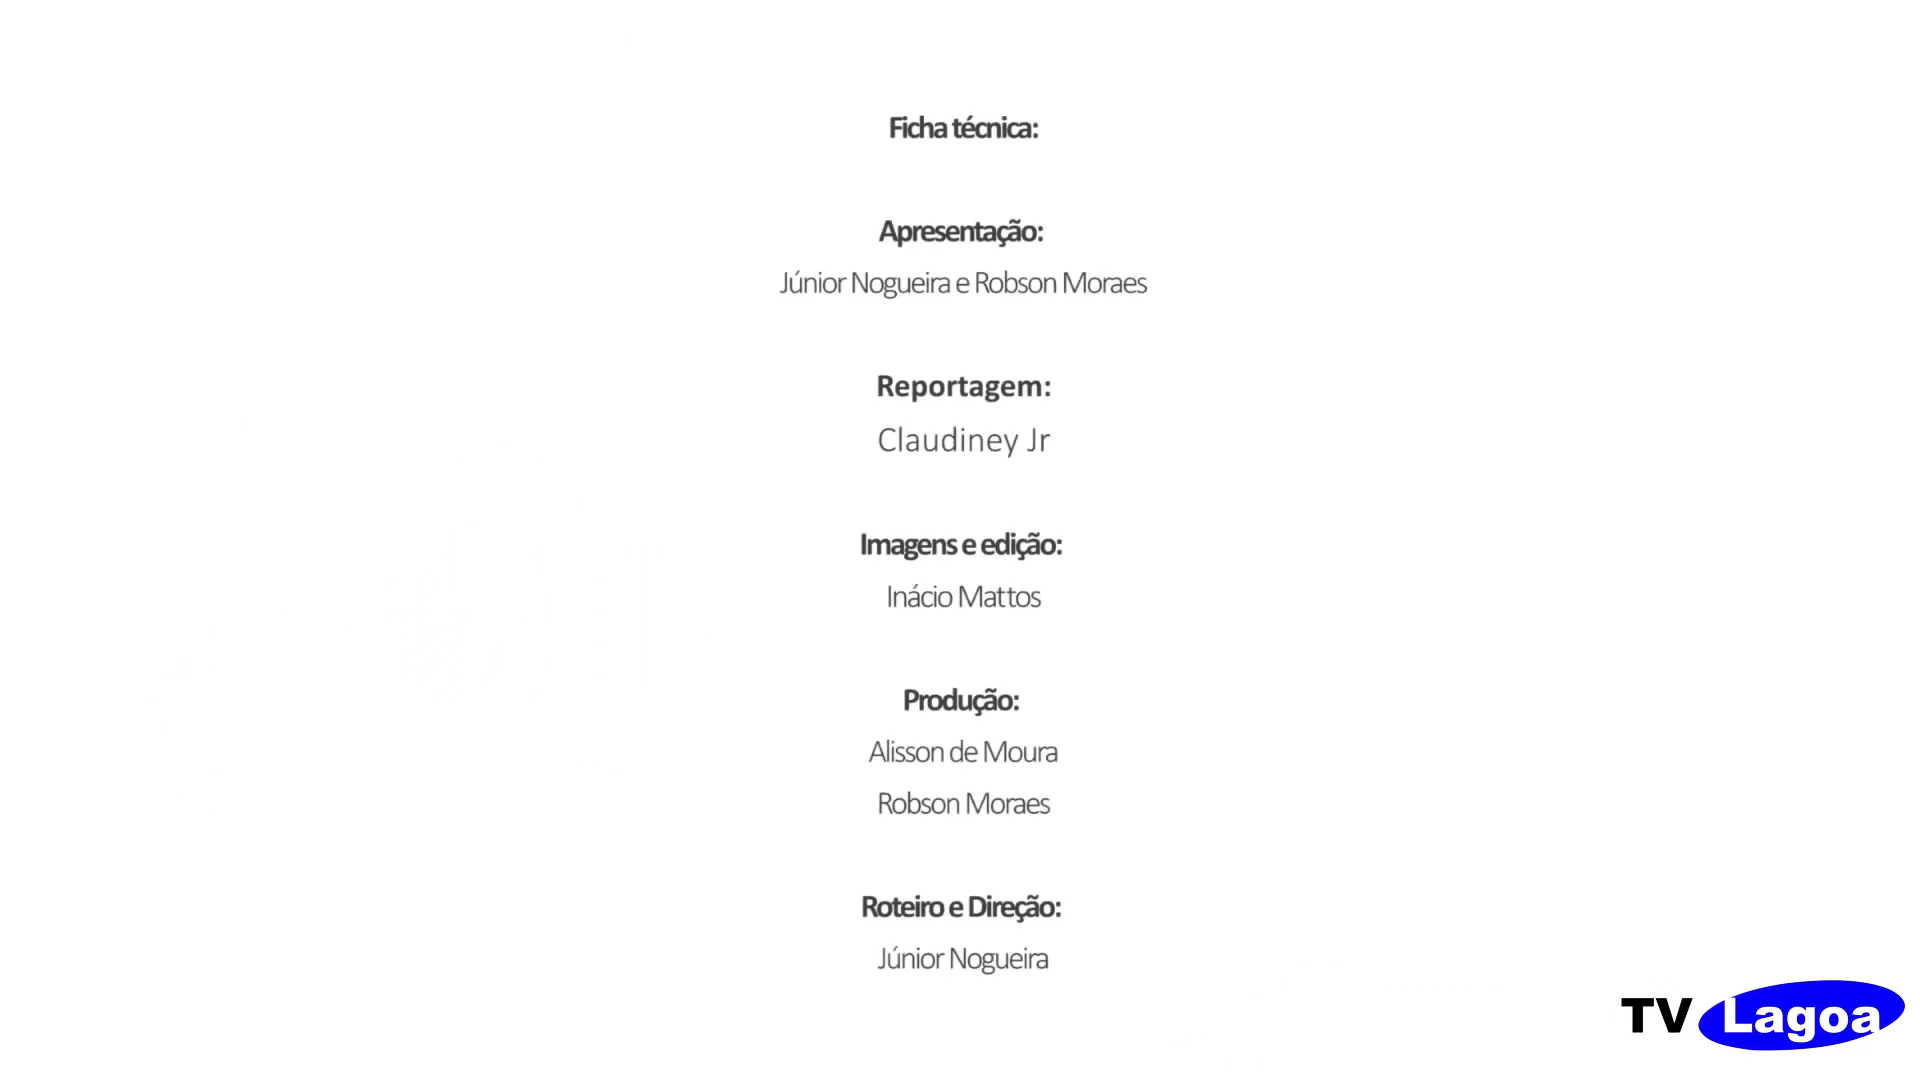 Ficha técnica:
Apresentação:
Júnior Nogueira e Robson Moraes
Reportagem:
Claudiney Jr
Imagens e edição:
Inácio Mattos
Produção:
Alisson de Moura
Robson Moraes
Roteiro e Direção:
Júnior Nogueira
TV Lagoa